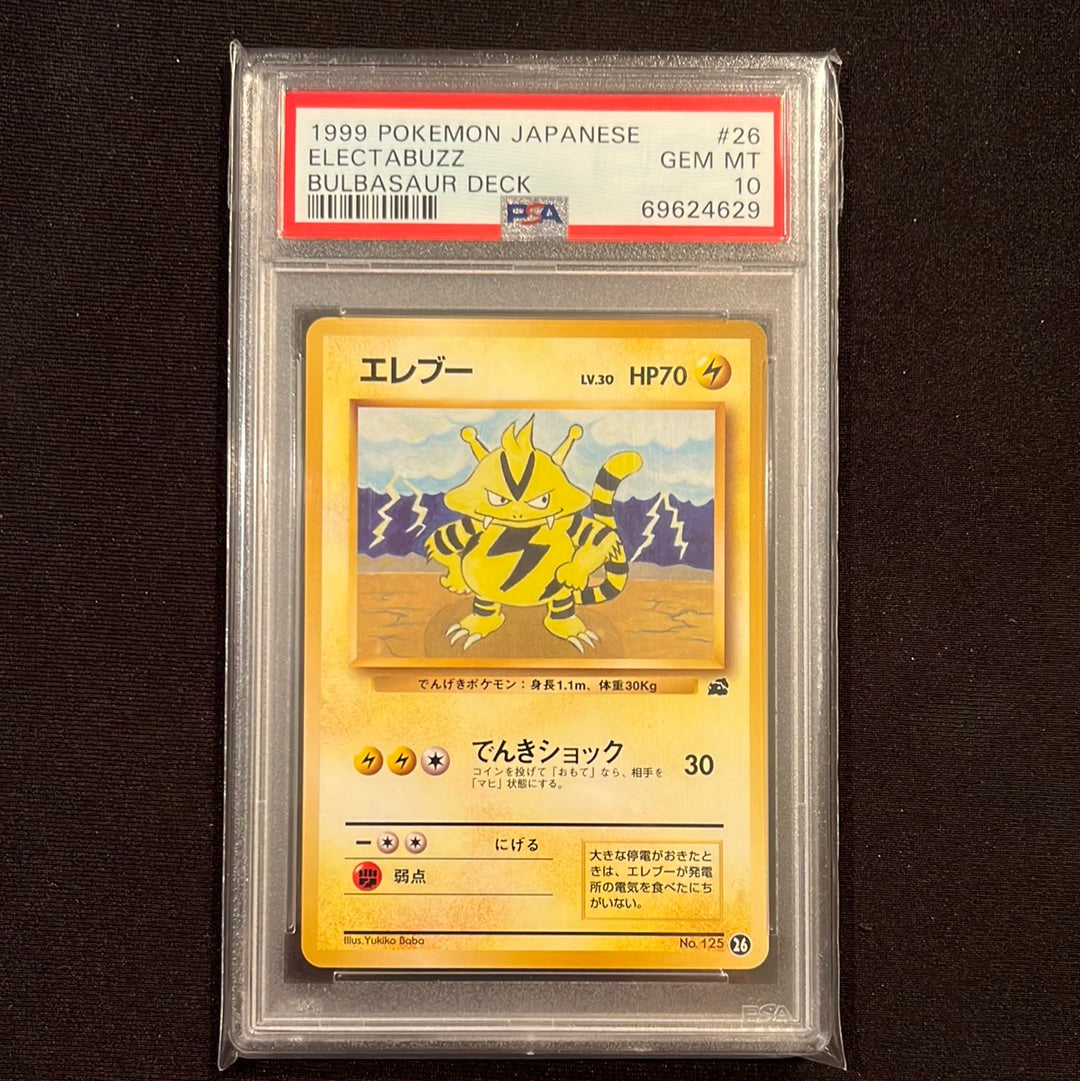 1999 POKEMON JAPANESE #26
ELECTABUZZ GEM MT
BULBASAUR DECK 10
PSA 69624629
エレブー LV.30 HP70
でんげきポケモン：身長1.1m、体重30Kg
でんきショック 30
コインを投げて「おもて」なら、相手を
「マヒ」状態にする。
にげる
弱点
大きな停電がおきたと
きは、エレブーが発電
所の電気を食べたにち
がいない。
Illus. Yukiko Baba No. 125 26
PSA